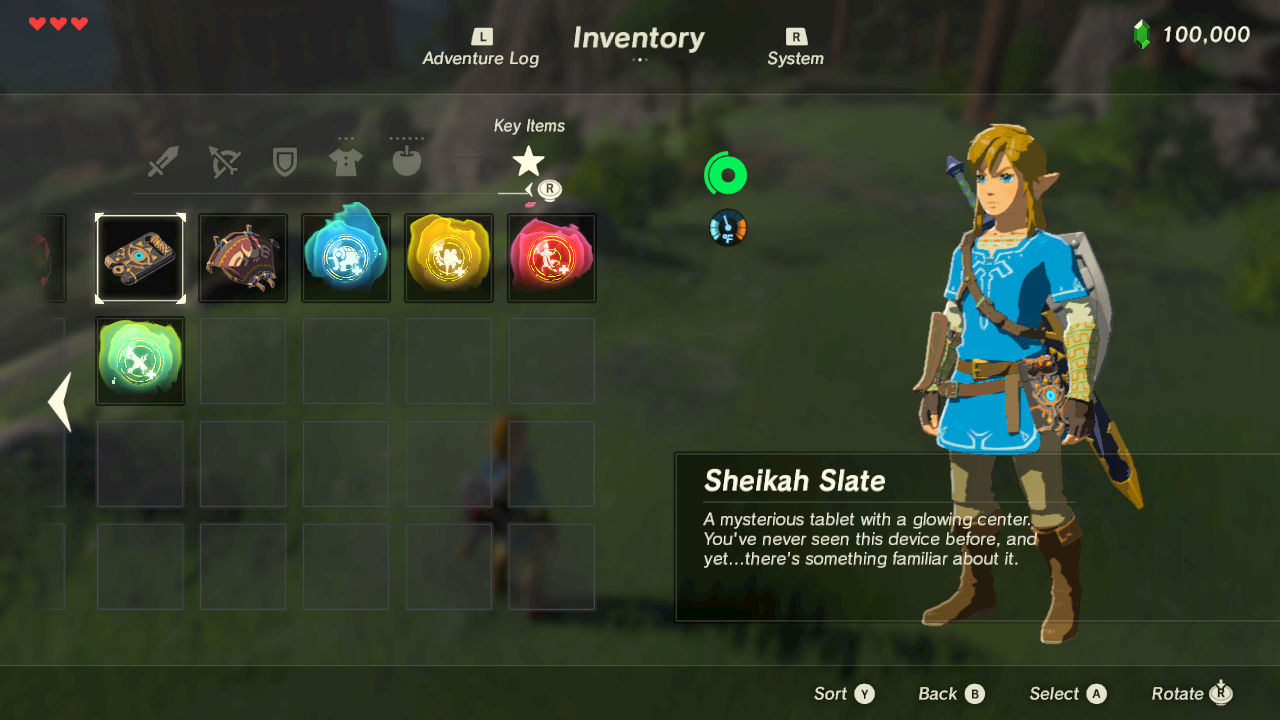 L
Adventure Log
Inventory
R
System
100,000
Key Items
R
°F
Sheikah Slate
A mysterious tablet with a glowing center.
You've never seen this device before, and
yet...there's something familiar about it.
Sort Y
Back B
Select A
Rotate R